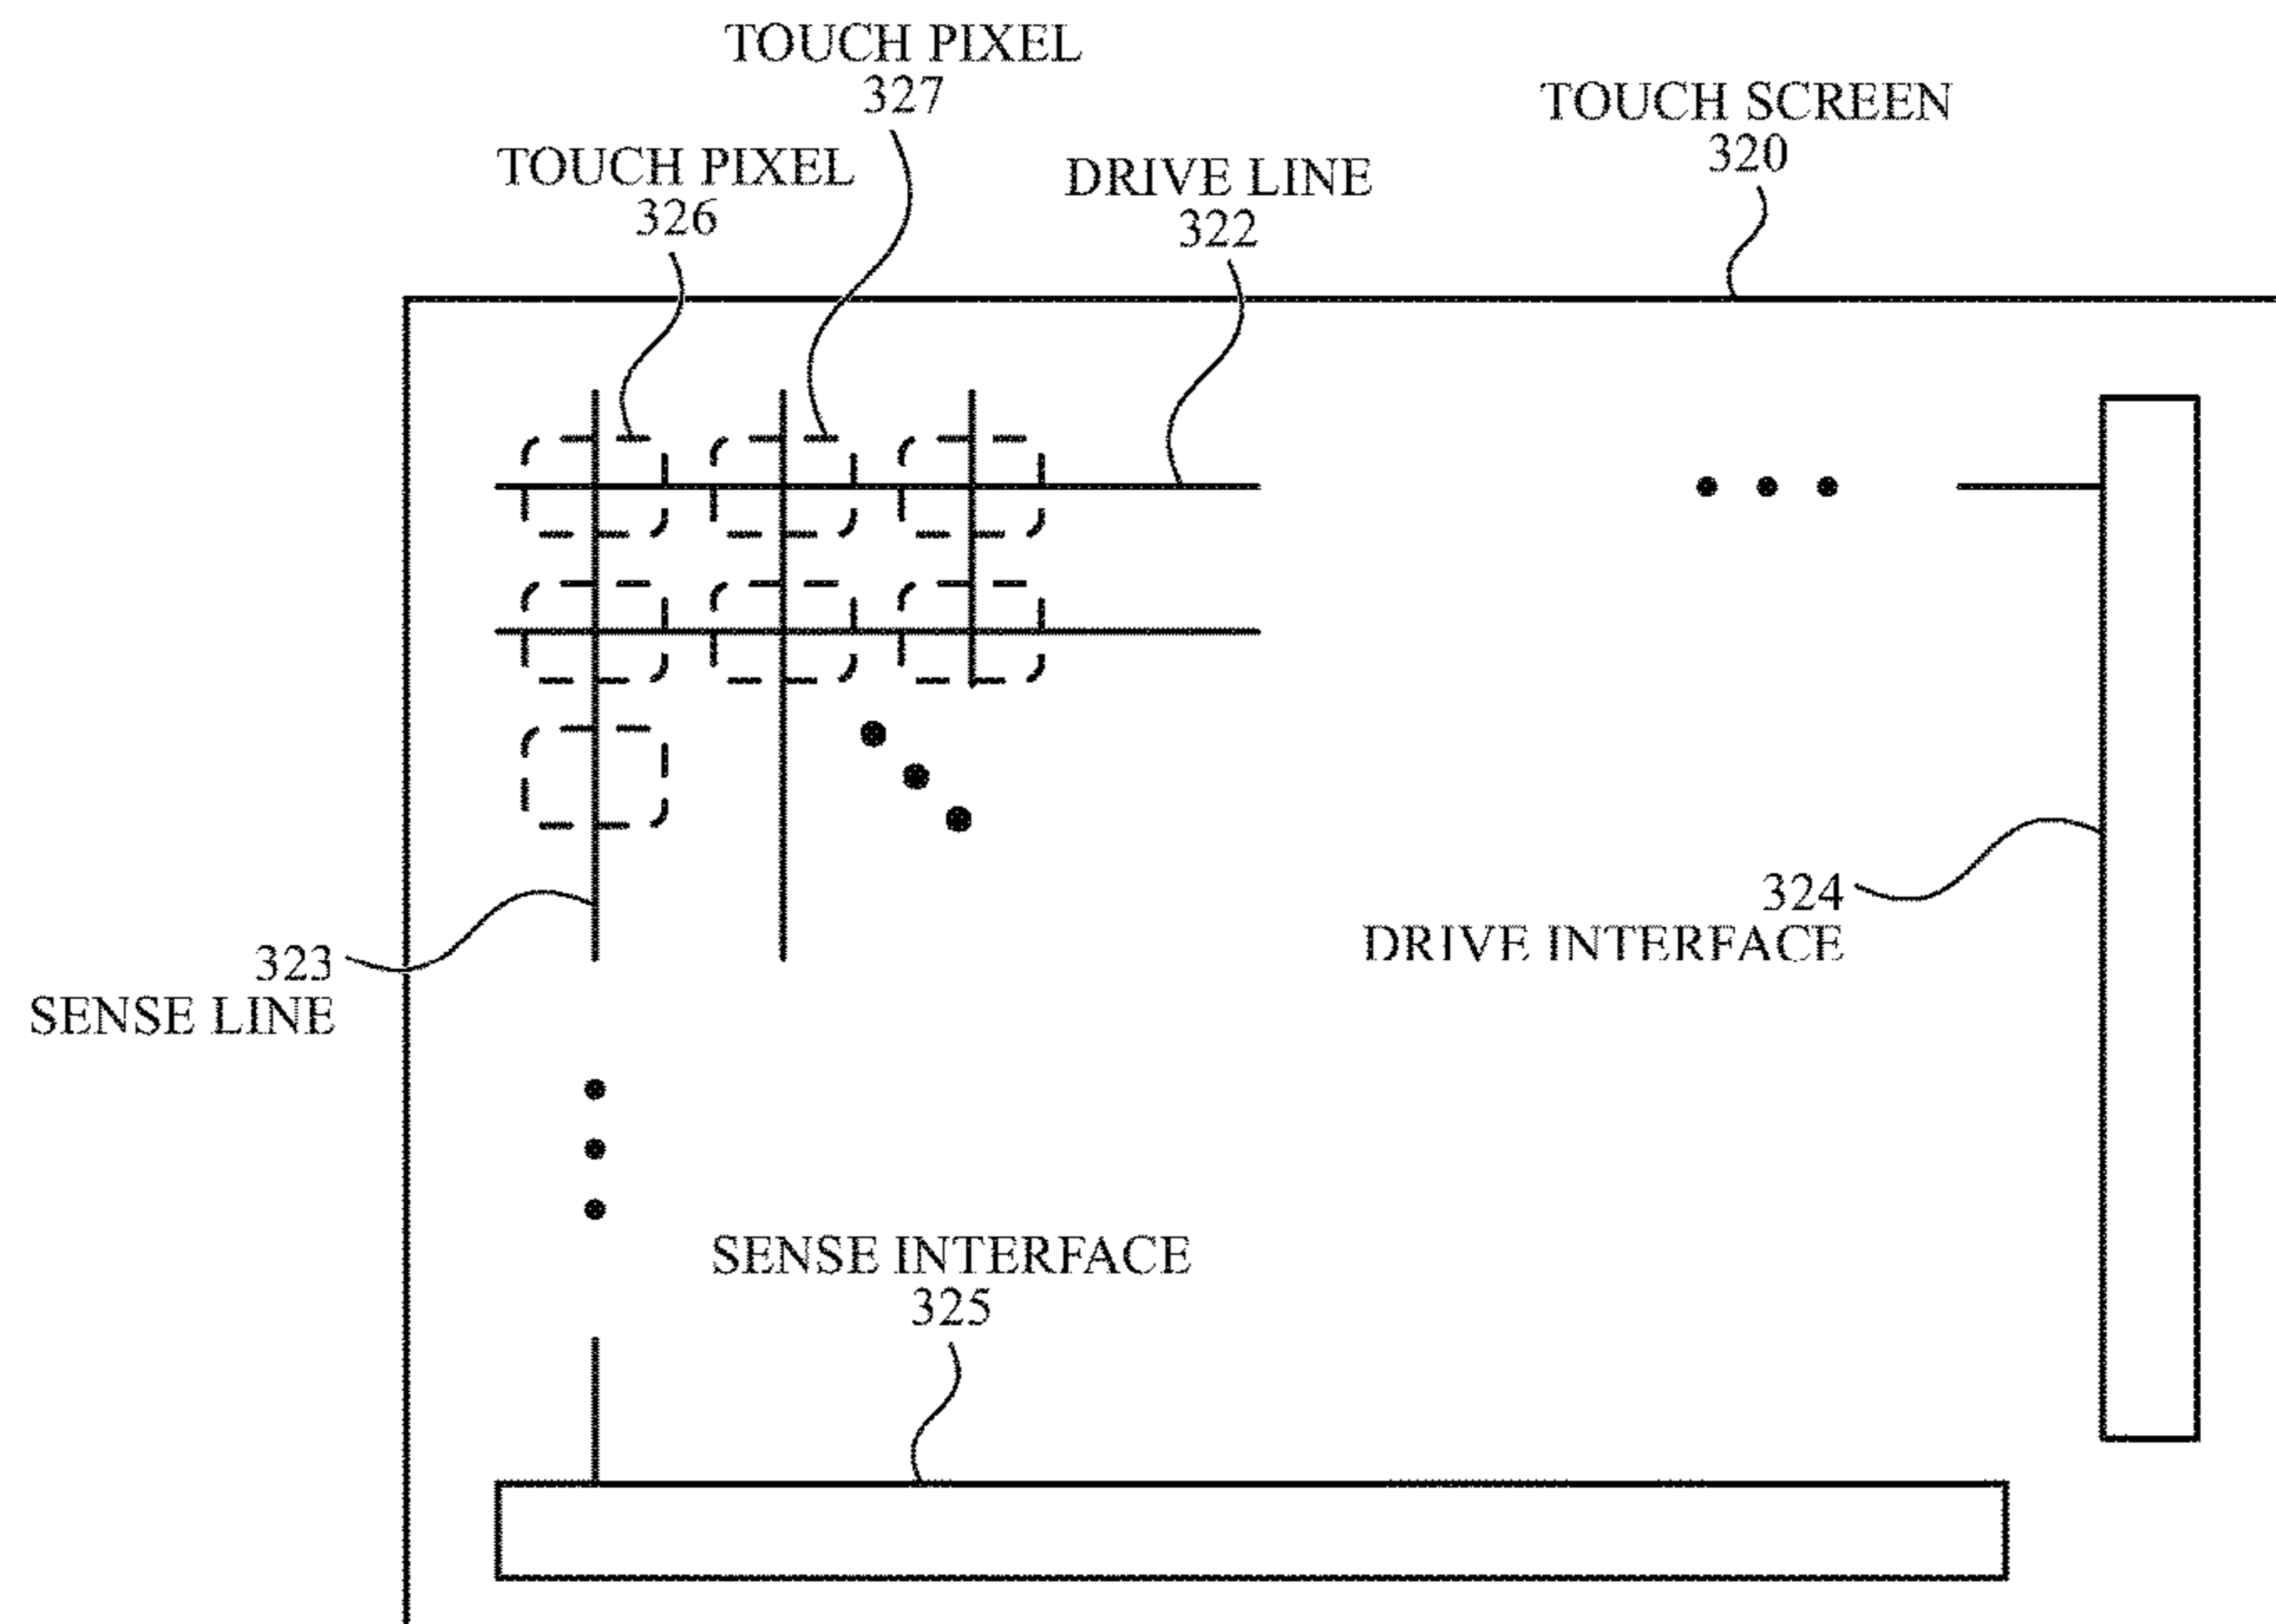 TOUCH PIXEL
327
TOUCH SCREEN
320
TOUCH PIXEL
326
DRIVE LINE
322
324
DRIVE INTERFACE
323
SENSE LINE
SENSE INTERFACE
325